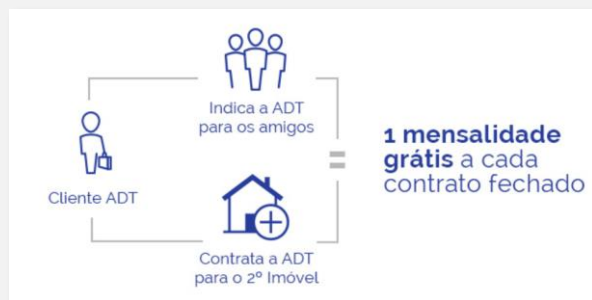 Indica a ADT
para os amigos
Cliente ADT
Contrata a ADT
para o 2º Imóvel
=
1 mensalidade
grátis a cada
contrato fechado